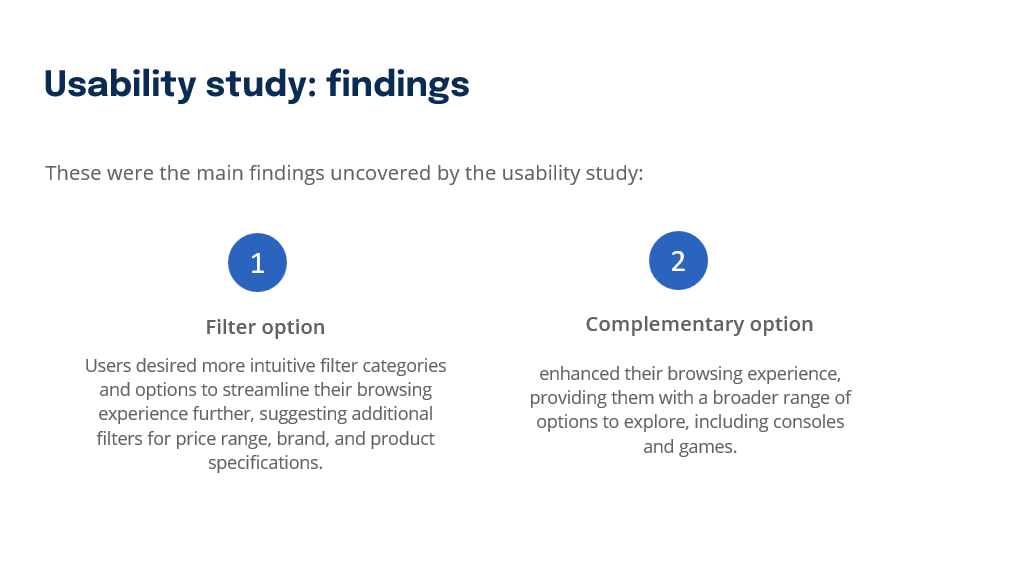 Usability study: findings
These were the main findings uncovered by the usability study:
1
Filter option
Users desired more intuitive filter categories
and options to streamline their browsing
experience further, suggesting additional
filters for price range, brand, and product
specifications.
2
Complementary option
enhanced their browsing experience,
providing them with a broader range of
options to explore, including consoles
and games.